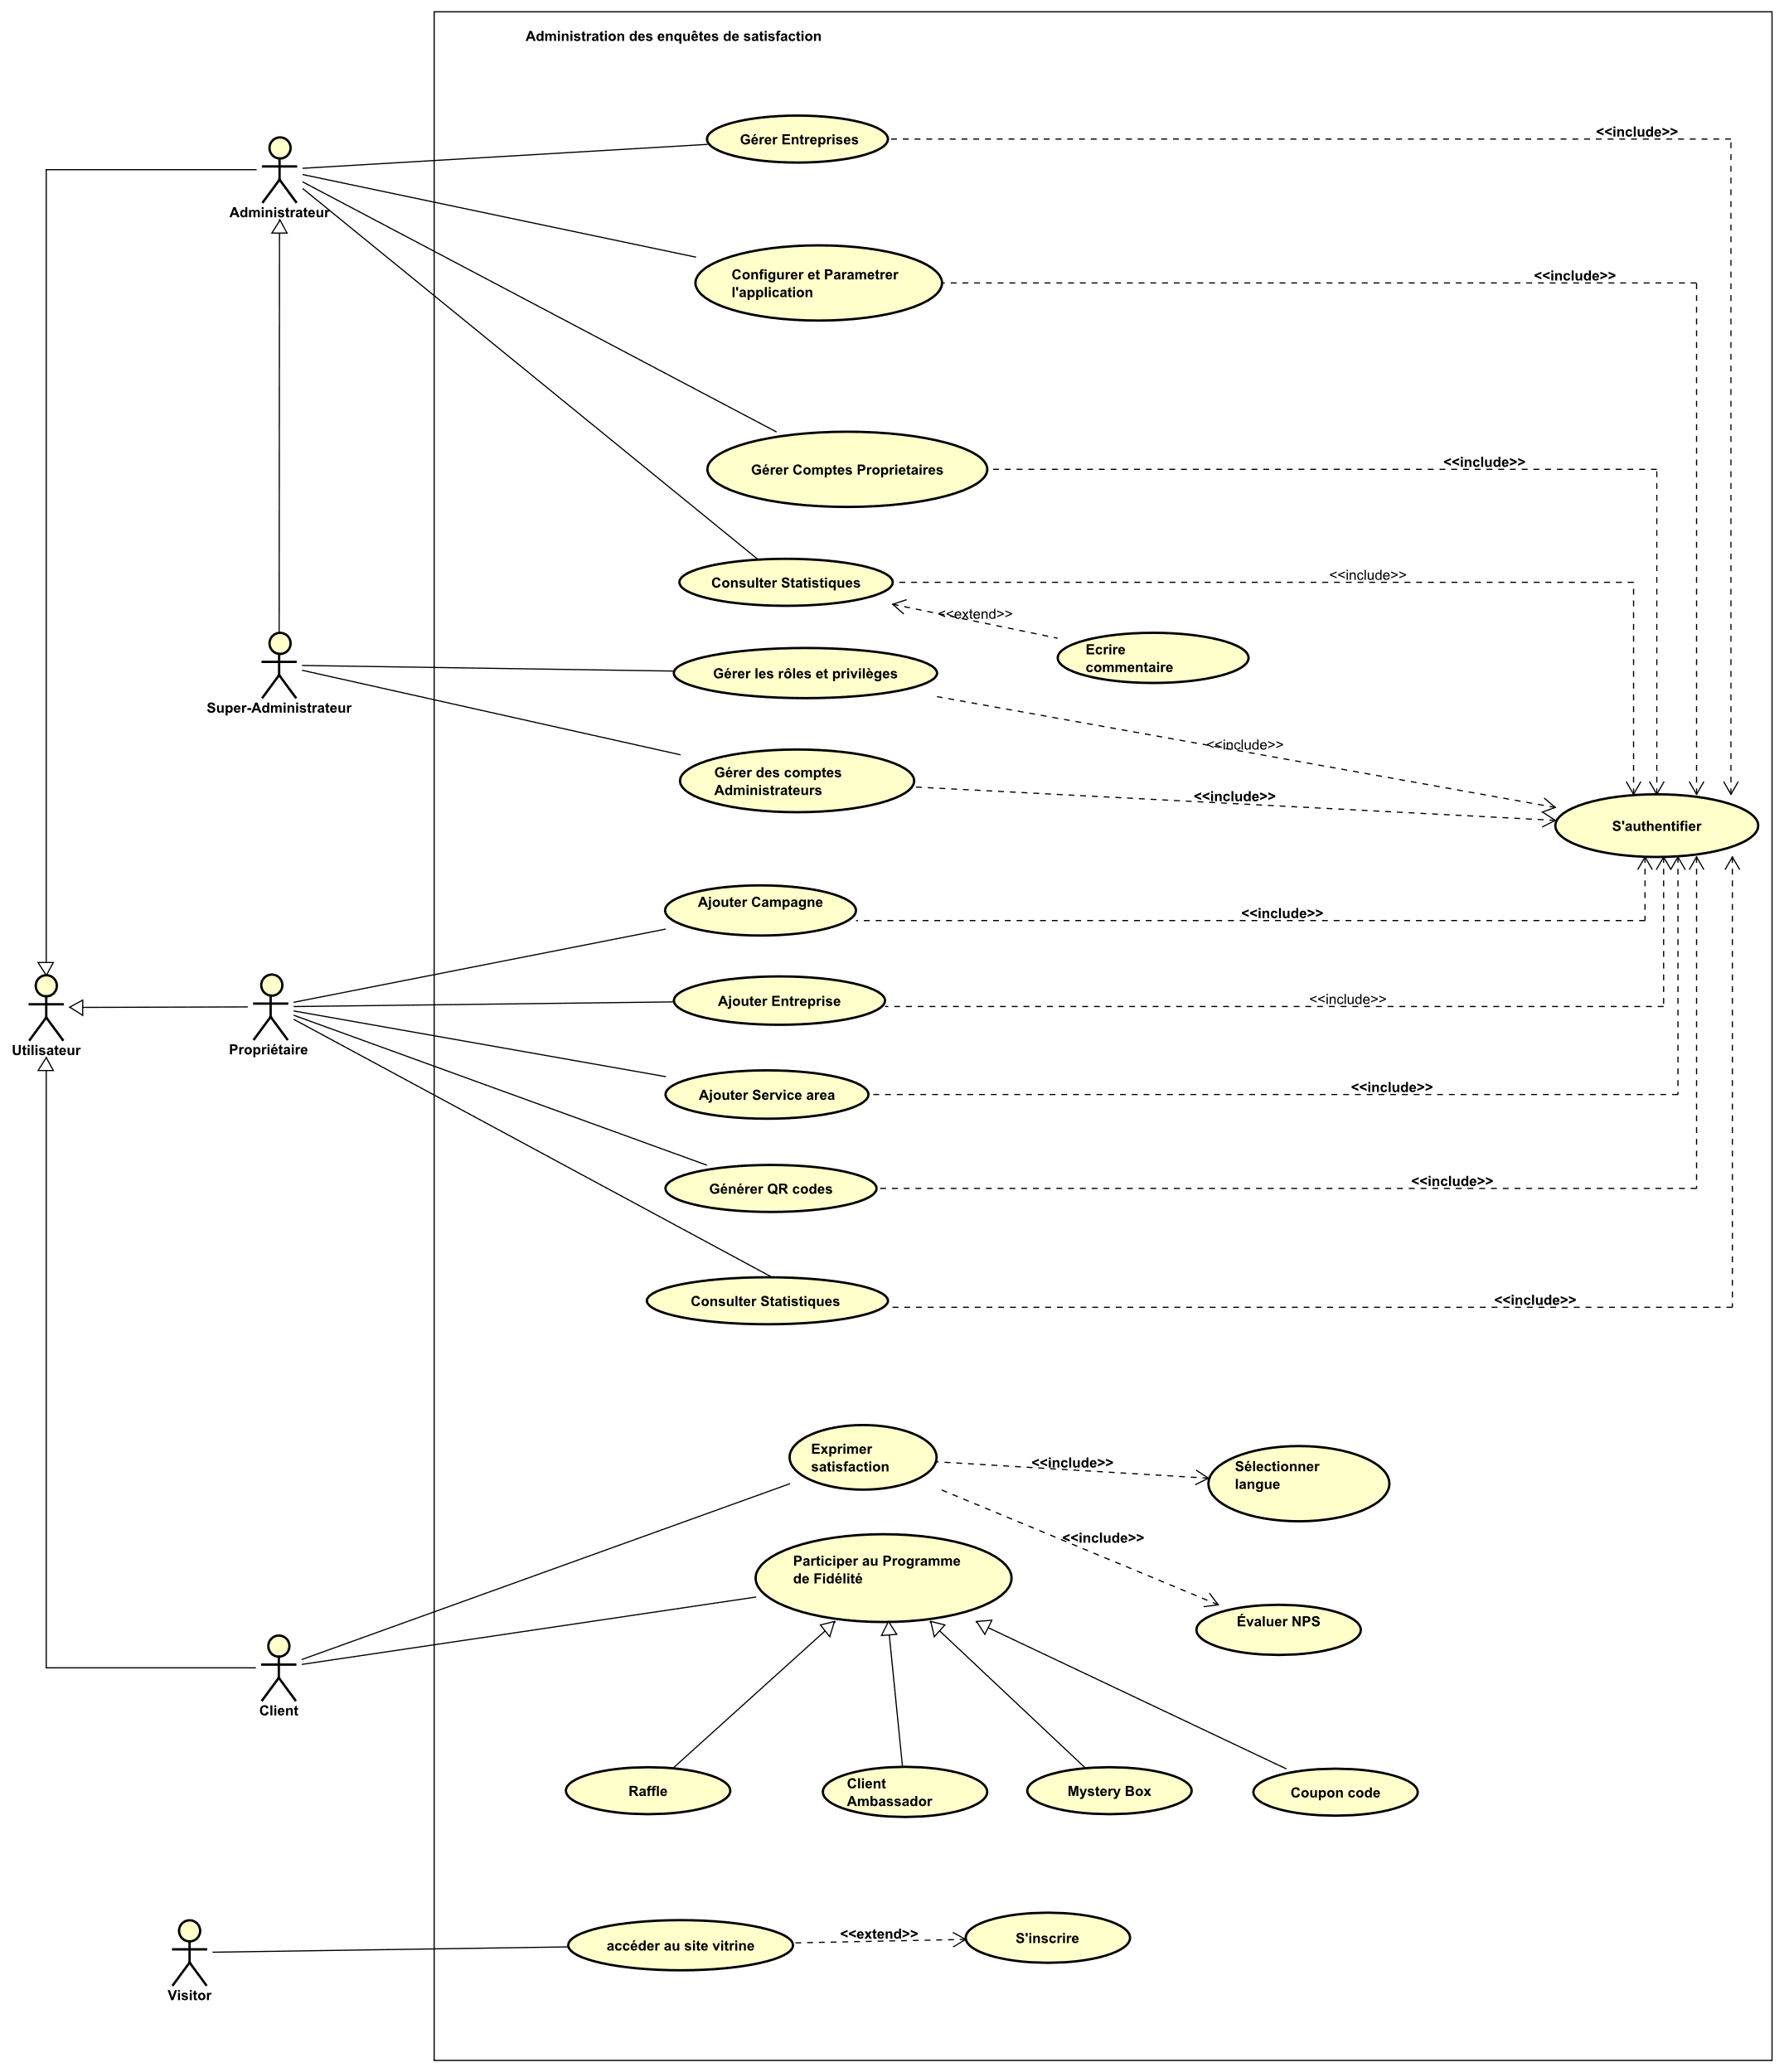 Administration des enquêtes de satisfaction
Gérer Entreprises
<<include>>
Administrateur
Configurer et Parametrer
l'application
<<include>>
Gérer Comptes Proprietaires
<<include>>
Consulter Statistiques
<<include>>
<<extend>>
Ecrire
commentaire
Gérer les rôles et privilèges
Super-Administrateur
<<include>>
Gérer des comptes
Administrateurs
<<include>>
S'authentifier
Ajouter Campagne
<<include>>
Ajouter Entreprise
<<include>>
Utilisateur
Propriétaire
Ajouter Service area
<<include>>
Générer QR codes
<<include>>
Consulter Statistiques
<<include>>
Exprimer
satisfaction
<<include>>
Sélectionner
langue
<<include>>
Participer au Programme
de Fidélité
Évaluer NPS
Client
Raffle
Client
Ambassador
Mystery Box
Coupon code
accéder au site vitrine
<<extend>>
S'inscrire
Visitor